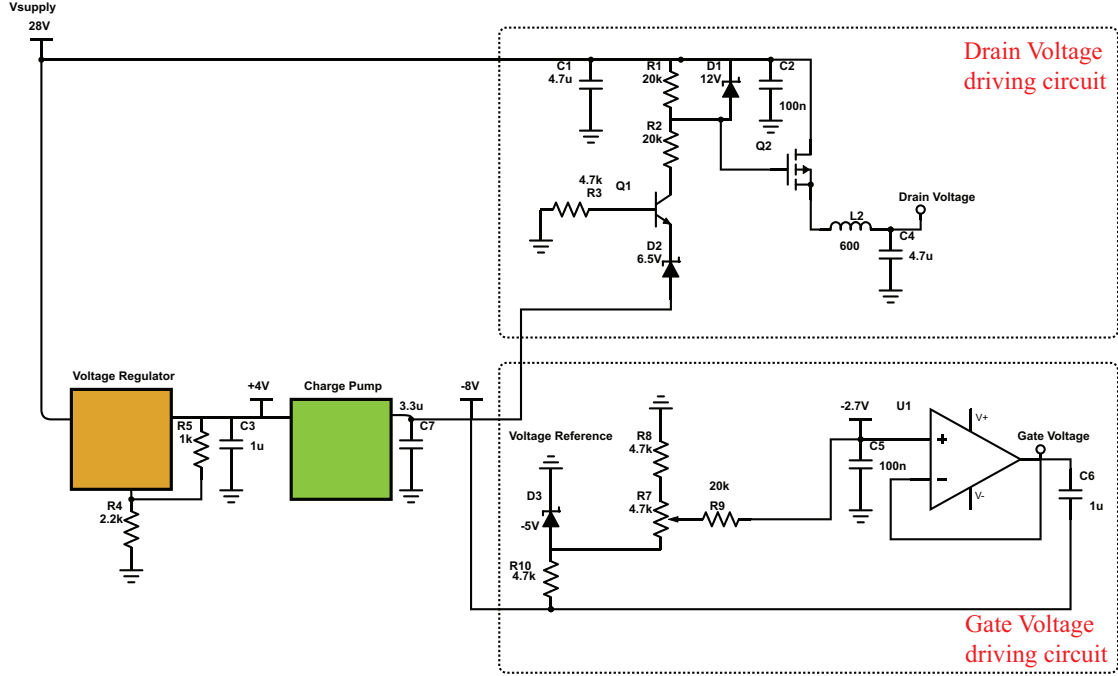 Vsupply
28V
Drain Voltage
driving circuit
C1
4.7u
R1
20k
D1
12V
C2
100n
R2
20k
Q2
4.7k
R3
Q1
Drain Voltage
L2
600
C4
4.7u
D2
6.5V
Voltage Regulator
+4V
Charge Pump
-8V
3.3u
C7
R5
1k
C3
1u
R4
2.2k
Voltage Reference
R8
4.7k
-2.7V
U1
V+
Gate Voltage
C5
100n
20k
R9
D3
-5V
R7
4.7k
V-
C6
1u
R10
4.7k
Gate Voltage
driving circuit